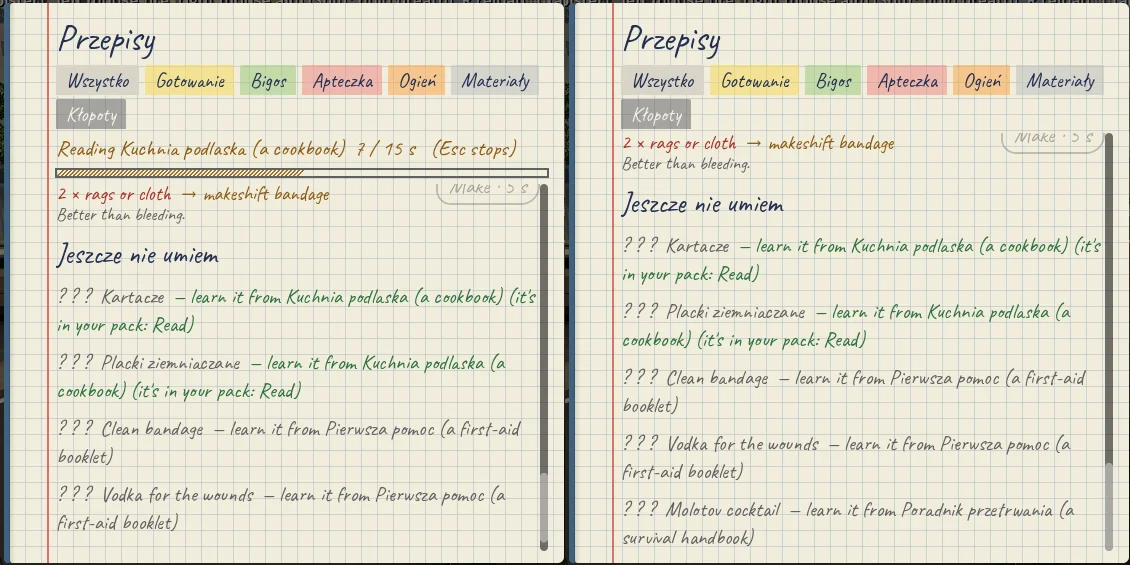 Przepisy
Wszystko Gotowanie Bigos Apteczka Ogień Materiały
Kłopoty
Reading Kuchnia podlaska (a cookbook) 7 / 15 s (Esc stops)
Make · 5 s
2 × rags or cloth → makeshift bandage
Better than bleeding.
Jeszcze nie umiem
? ? ? Kartacze – learn it from Kuchnia podlaska (a cookbook) (it's
in your pack: Read)
? ? ? Placki ziemniaczane – learn it from Kuchnia podlaska (a
cookbook) (it's in your pack: Read)
? ? ? Clean bandage – learn it from Pierwsza pomoc (a first-aid
booklet)
? ? ? Vodka for the wounds – learn it from Pierwsza pomoc (a
first-aid booklet)
Przepisy
Wszystko Gotowanie Bigos Apteczka Ogień Materiały
Kłopoty
Make · 5 s
2 × rags or cloth → makeshift bandage
Better than bleeding.
Jeszcze nie umiem
? ? ? Kartacze – learn it from Kuchnia podlaska (a cookbook) (it's
in your pack: Read)
? ? ? Placki ziemniaczane – learn it from Kuchnia podlaska (a
cookbook) (it's in your pack: Read)
? ? ? Clean bandage – learn it from Pierwsza pomoc (a first-aid
booklet)
? ? ? Vodka for the wounds – learn it from Pierwsza pomoc (a
first-aid booklet)
? ? ? Molotov cocktail – learn it from Poradnik przetrwania (a
survival handbook)